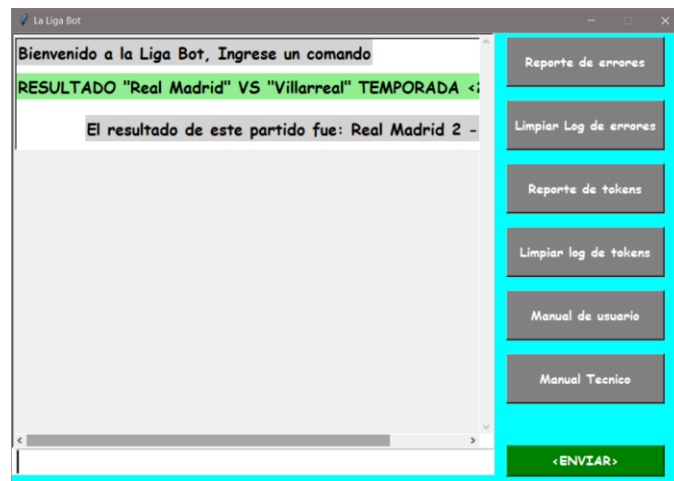 La Liga Bot
Bienvenido a la Liga Bot, Ingrese un comando
RESULTADO "Real Madrid" VS "Villarreal" TEMPORADA <
El resultado de este partido fue: Real Madrid 2 -
Reporte de errores
Limpiar Log de errores
Reporte de tokens
Limpiar log de tokens
Manual de usuario
Manual Tecnico
<ENVIAR>